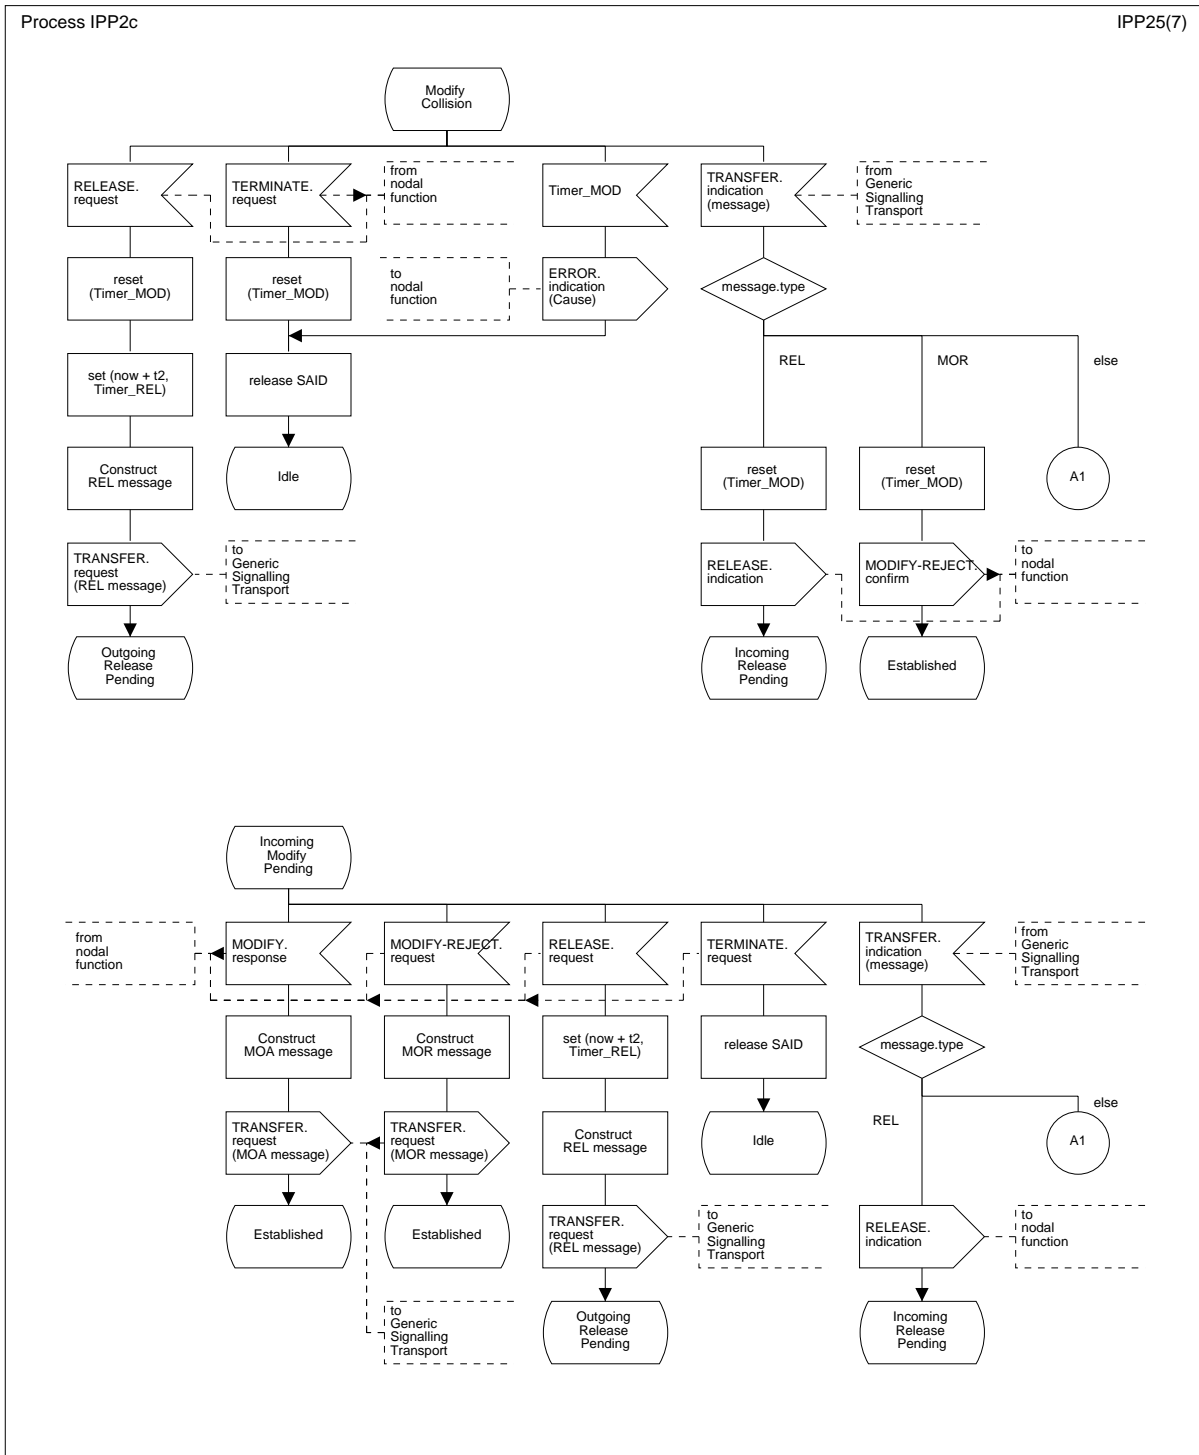 Process IPP2c
IPP25(7)
Modify
Collision
RELEASE.
request
TERMINATE.
request
from
nodal
function
Timer_MOD
TRANSFER.
indication
(message)
from
Generic
Signalling
Transport
reset
(Timer_MOD)
reset
(Timer_MOD)
to
nodal
function
ERROR.
indication
(Cause)
message.type
REL
MOR
else
set (now + t2,
Timer_REL)
release SAID
Construct
REL message
Idle
reset
(Timer_MOD)
reset
(Timer_MOD)
A1
TRANSFER.
request
(REL message)
to
Generic
Signalling
Transport
RELEASE.
indication
MODIFY-REJECT.
confirm
to
nodal
function
Outgoing
Release
Pending
Incoming
Release
Pending
Established
Incoming
Modify
Pending
from
nodal
function
MODIFY.
response
MODIFY-REJECT.
request
RELEASE.
request
TERMINATE.
request
TRANSFER.
indication
(message)
from
Generic
Signalling
Transport
Construct
MOA message
Construct
MOR message
set (now + t2,
Timer_REL)
release SAID
message.type
REL
else
TRANSFER.
request
(MOA message)
TRANSFER.
request
(MOR message)
Construct
REL message
Idle
A1
Established
Established
TRANSFER.
request
(REL message)
to
Generic
Signalling
Transport
RELEASE.
indication
to
nodal
function
to
Generic
Signalling
Transport
Outgoing
Release
Pending
Incoming
Release
Pending